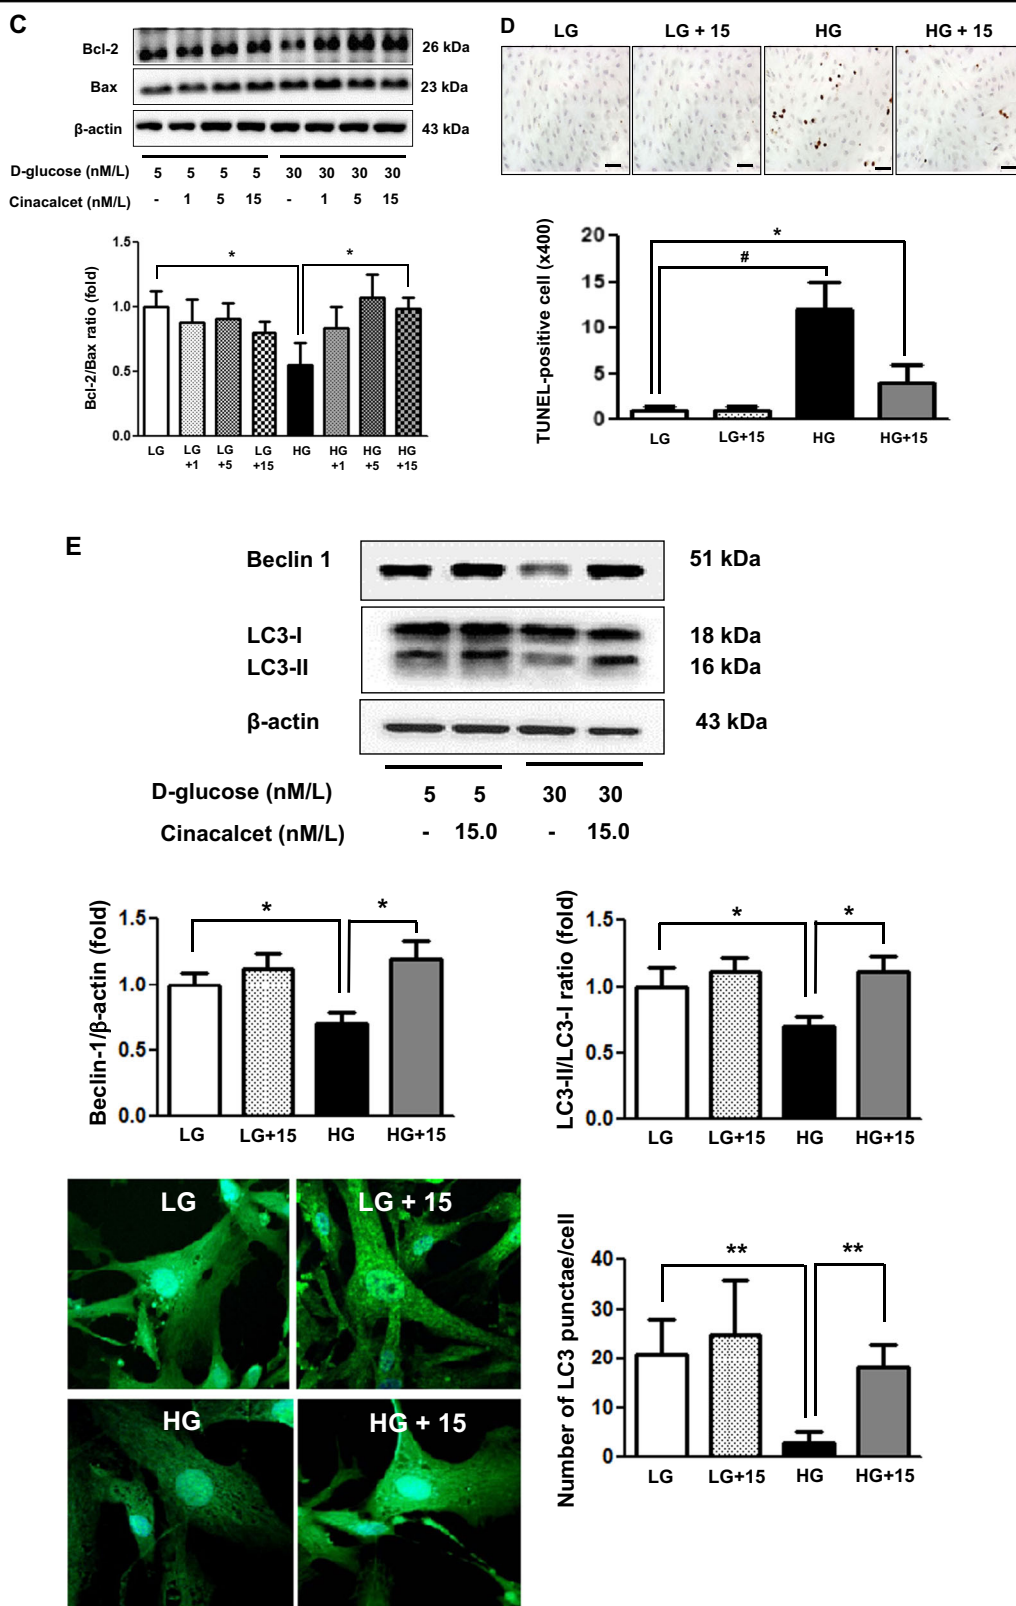 C
Bcl-2
26 kDa
Bax
23 kDa
β-actin
43 kDa
D-glucose (nM/L) 5 5 5 5 30 30 30 30
Cinacalcet (nM/L) - 1 5 15 - 1 5 15
Bcl-2/Bax ratio (fold)
1.5
1.0
0.5
0.0
* *
LG LG +1 LG +5 LG +15 HG HG +1 HG +5 HG +15
D
LG LG + 15 HG HG + 15
TUNEL-positive cell (x400)
20
15
10
5
0
*
#
LG LG+15 HG HG+15
E
Beclin 1 51 kDa
LC3-I 18 kDa
LC3-II 16 kDa
β-actin 43 kDa
D-glucose (nM/L) 5 5 30 30
Cinacalcet (nM/L) - 15.0 - 15.0
Beclin-1/β-actin (fold)
1.5
1.0
0.5
0.0
* *
LG LG+15 HG HG+15
LC3-II/LC3-I ratio (fold)
1.5
1.0
0.5
0.0
* *
LG LG+15 HG HG+15
LG LG + 15
HG HG + 15
Number of LC3 punctae/cell
40
30
20
10
0
** **
LG LG+15 HG HG+15